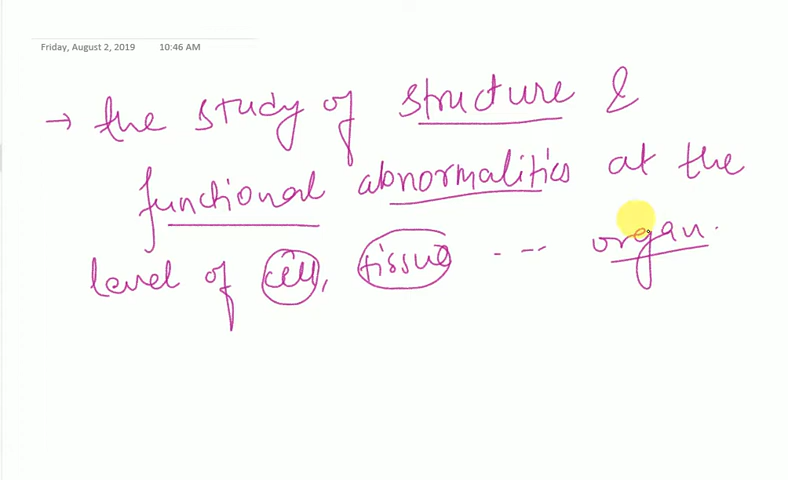 Friday, August 2, 2019 10:46 AM
→ the study of structure &
functional abnormalities at the
level of cell, tissue - -- organ.